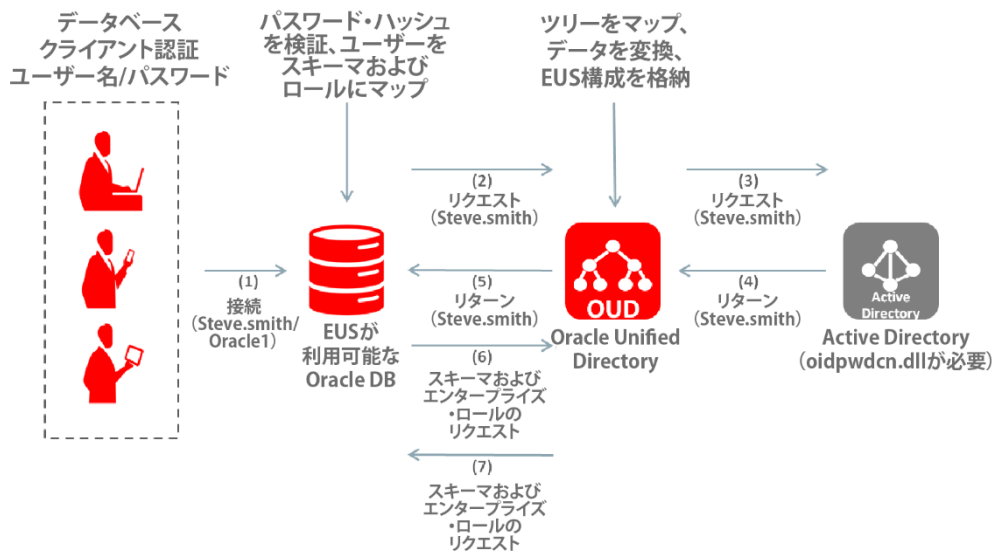 データベース
クライアント認証
ユーザー名/パスワード
パスワード・ハッシュ
を検証、ユーザーを
スキーマおよび
ロールにマップ
ツリーをマップ、
データを変換、
EUS構成を格納
(1)
接続
(Steve.smith/
Oracle1)
EUSが
利用可能な
Oracle DB
(2)
リクエスト
(Steve.smith)
(5)
リターン
(Steve.smith)
(6)
スキーマおよび
エンタープライズ
・ロールの
リクエスト
(7)
スキーマおよび
エンタープライズ
・ロールの
リクエスト
OUD
Oracle Unified
Directory
(3)
リクエスト
(Steve.smith)
(4)
リターン
(Steve.smith)
Active
Directory
Active Directory
(oidpwdcn.dllが必要)